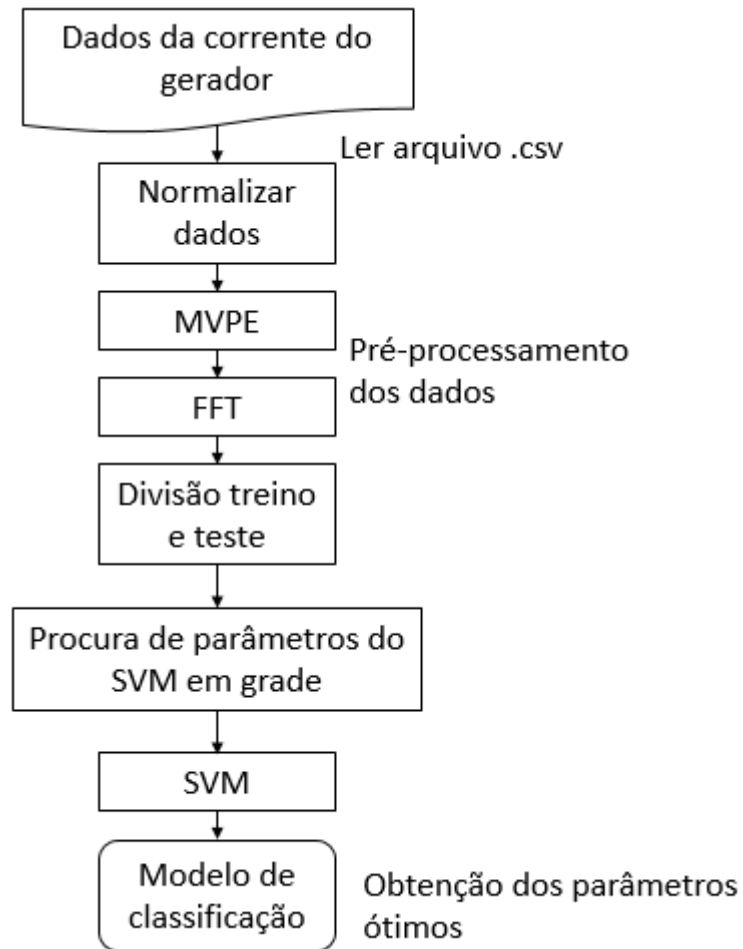 Dados da corrente do
gerador
Ler arquivo .csv
Normalizar
dados
MVPE
Pré-processamento
dos dados
FFT
Divisão treino
e teste
Procura de parâmetros do
SVM em grade
SVM
Modelo de
classificação
Obtenção dos parâmetros
ótimos